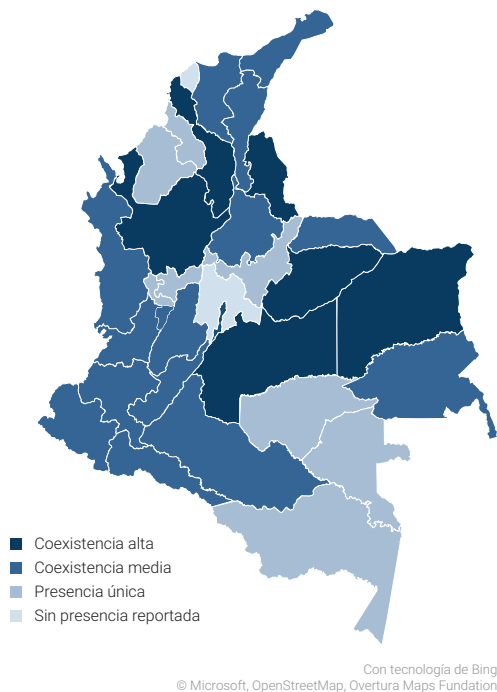 Coexistencia alta
Coexistencia media
Presencia única
Sin presencia reportada
Con tecnología de Bing
© Microsoft, OpenStreetMap, Overtura Maps Fundation